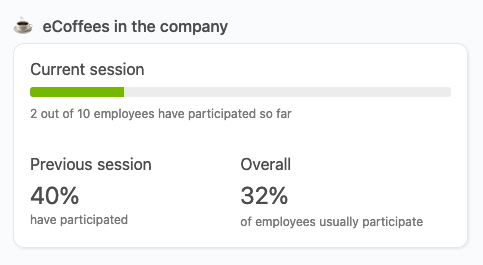 eCoffees in the company
Current session
2 out of 10 employees have participated so far
Previous session
40%
have participated
Overall
32%
of employees usually participate